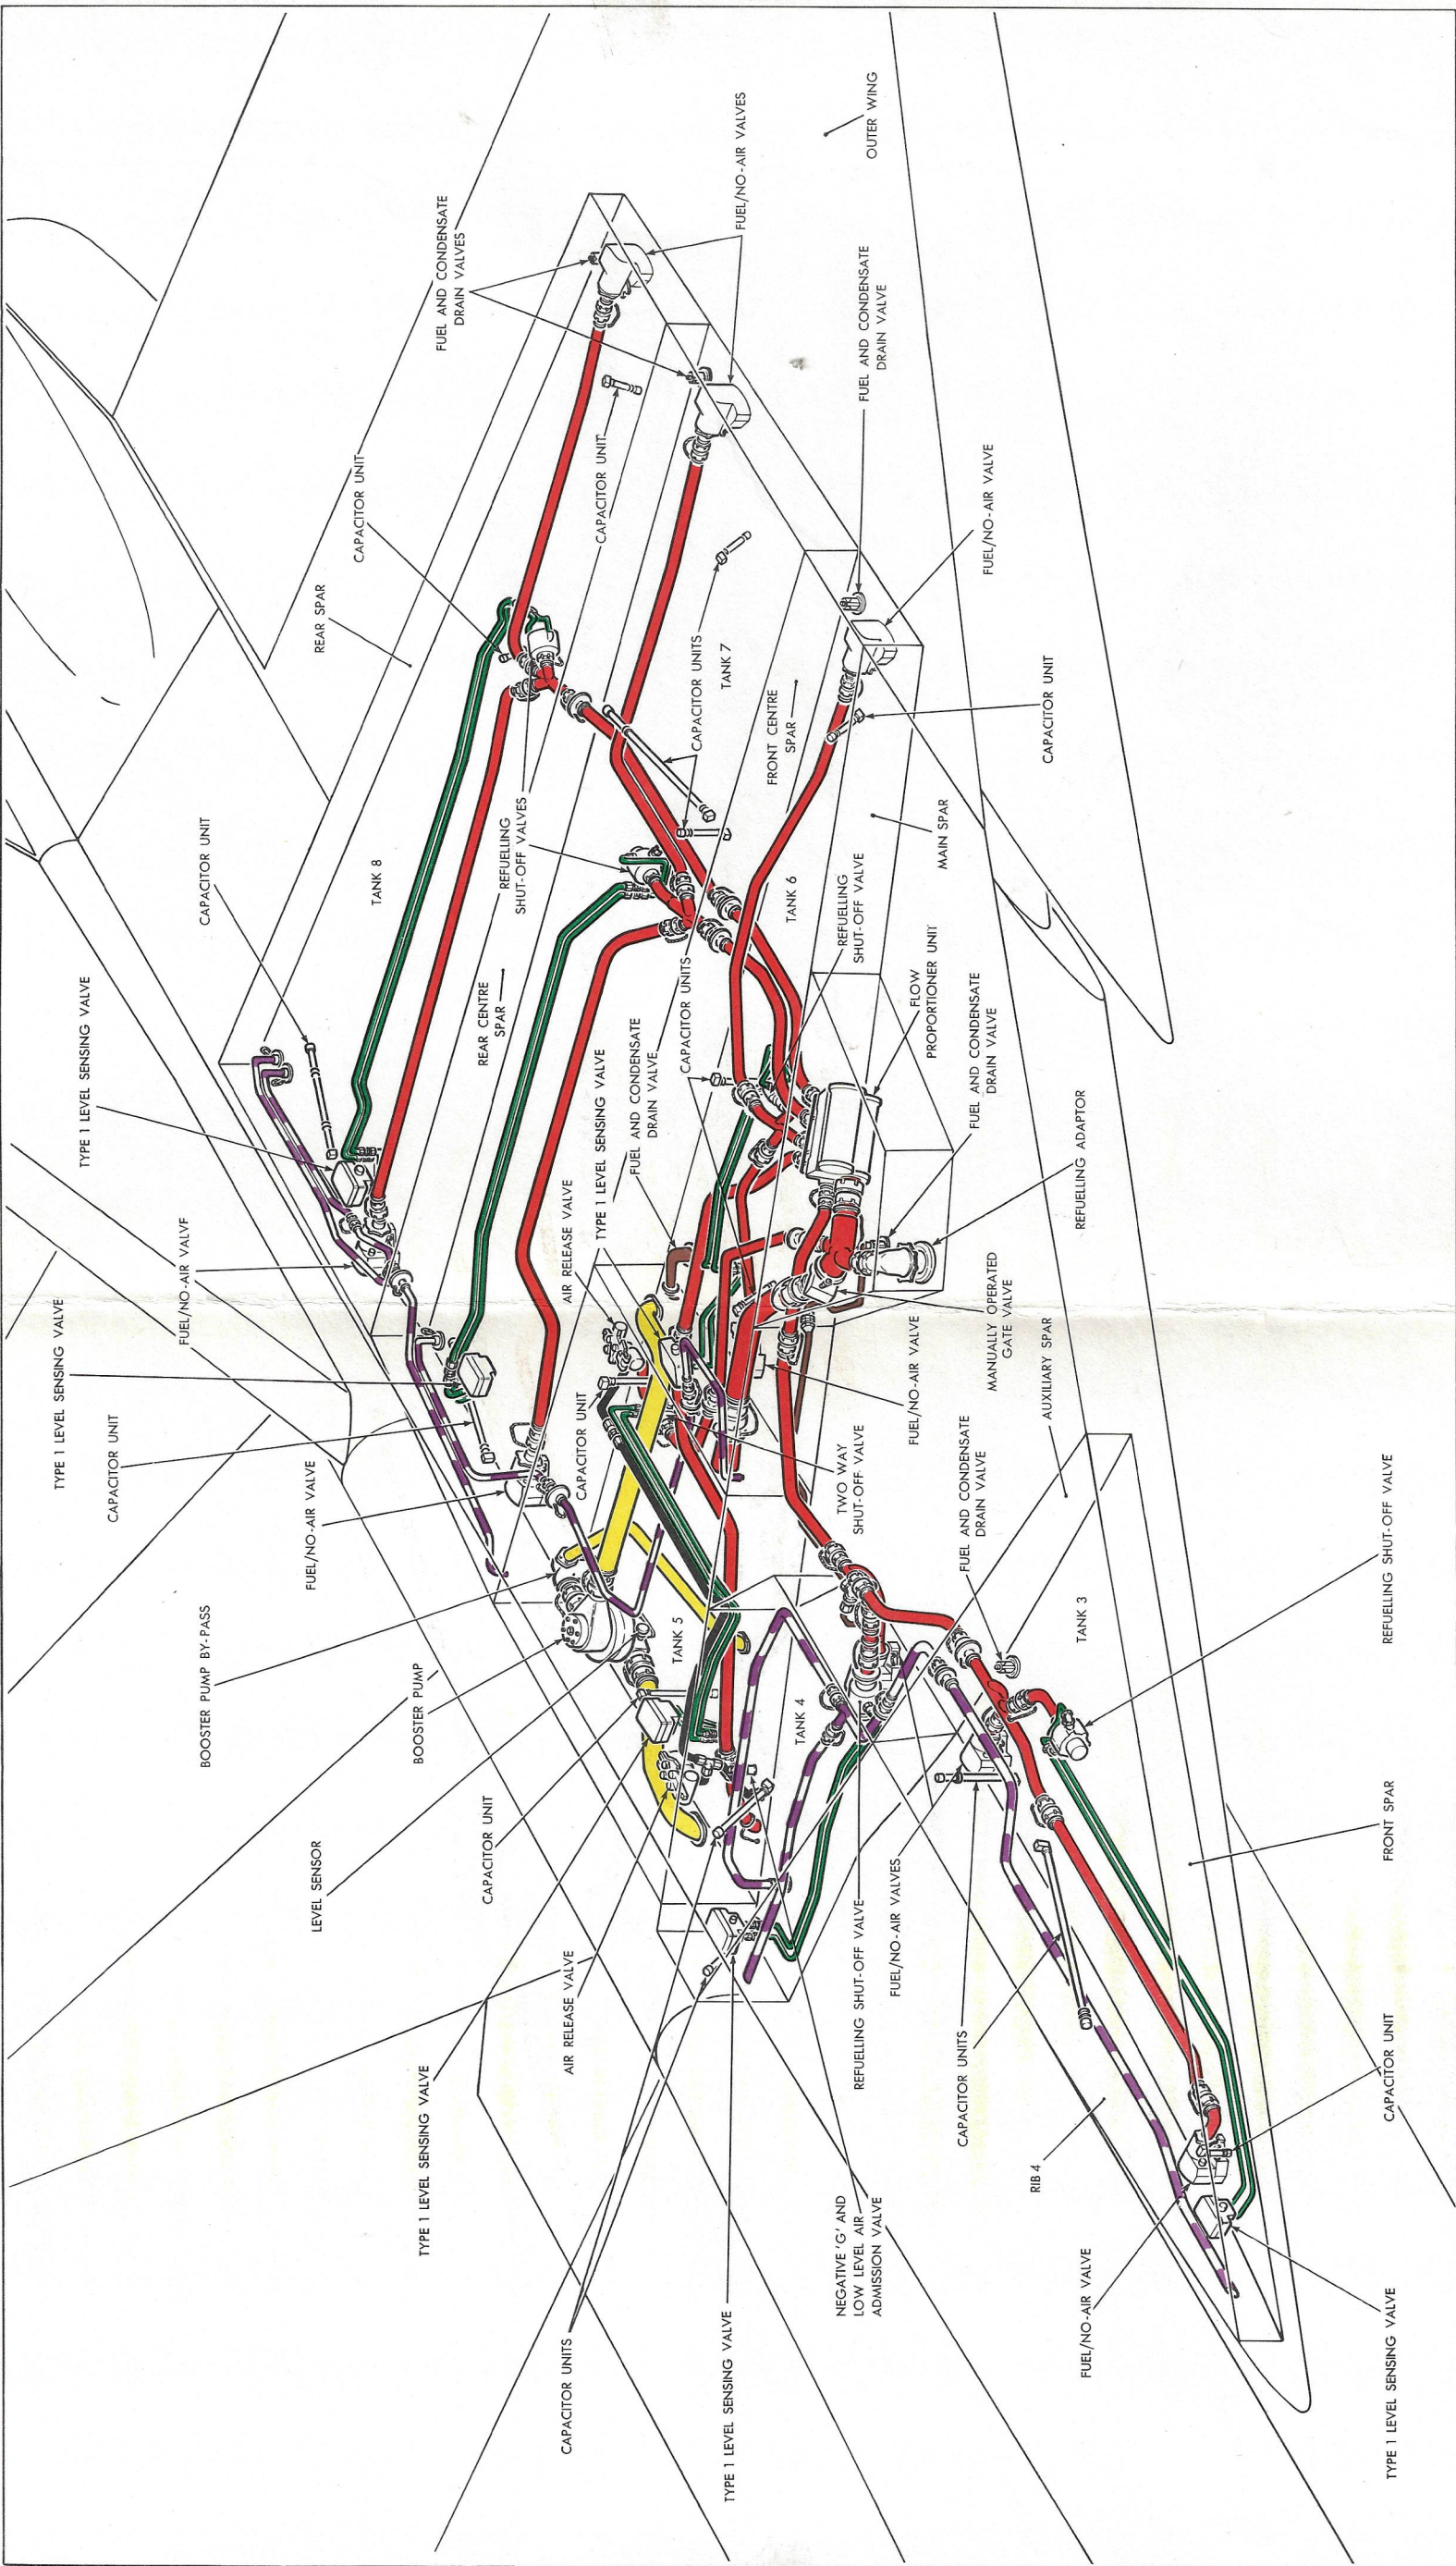 TYPE 1 LEVEL SENSING VALVE
TYPE 1 LEVEL SENSING VALVE
CAPACITOR UNIT
FUEL/NO-AIR VALVE
BOOSTER PUMP BY-PASS
CAPACITOR UNIT
LEVEL SENSOR
FUEL/NO-AIR VALVE
REAR SPAR
CAPACITOR UNIT
TANK 8
TYPE 1 LEVEL SENSING VALVE
BOOSTER PUMP
FUEL AND CONDENSATE
DRAIN VALVES
CAPACITOR UNIT
REAR CENTRE
SPAR
REFUELLING
SHUT-OFF VALVES
CAPACITOR UNITS
AIR RELEASE VALVE
CAPACITOR UNIT
AIR RELEASE VALVE
TYPE 1 LEVEL SENSING VALVE
CAPACITOR UNIT
FUEL AND CONDENSATE
DRAIN VALVE
TANK 5
CAPACITOR UNITS
CAPACITOR UNITS
TYPE 1 LEVEL SENSING VALVE
TANK 7
FUEL/NO-AIR VALVES
FRONT CENTRE
SPAR
TANK 4
TANK 6
NEGATIVE 'G' AND
LOW LEVEL AIR
ADMISSION VALVE
REFUELLING SHUT-OFF VALVE
TWO WAY
SHUT-OFF VALVE
REFUELLING
SHUT-OFF VALVE
FUEL AND CONDENSATE
DRAIN VALVE
OUTER WING
FUEL/NO-AIR VALVES
FUEL/NO-AIR VALVE
FLOW
PROPORTIONER UNIT
MAIN SPAR
CAPACITOR UNITS
FUEL AND CONDENSATE
DRAIN VALVE
FUEL AND CONDENSATE
DRAIN VALVE
MANUALLY OPERATED
GATE VALVE
FUEL/NO-AIR VALVE
RIB 4
AUXILIARY SPAR
CAPACITOR UNIT
FUEL/NO-AIR VALVE
TANK 3
REFUELLING ADAPTOR
TYPE 1 LEVEL SENSING VALVE
CAPACITOR UNIT
FRONT SPAR
REFUELLING SHUT-OFF VALVE